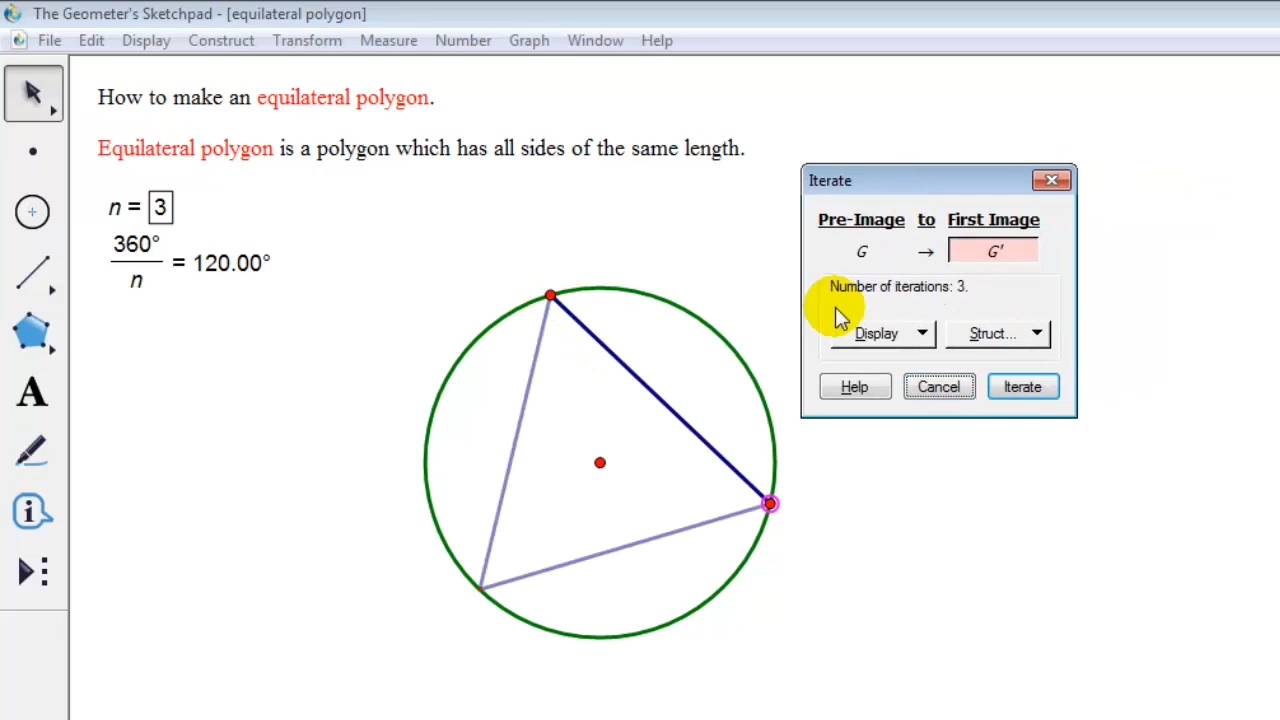 The Geometer's Sketchpad - [equilateral polygon]
File Edit Display Construct Transform Measure Number Graph Window Help
How to make an equilateral polygon.
Equilateral polygon is a polygon which has all sides of the same length.
n = 3
360°
n
= 120.00°
A
i
Iterate
Pre-Image to First Image
G → G'
Number of iterations: 3.
Display Struct...
Help Cancel Iterate